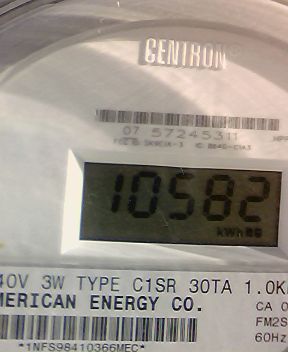 CENTRON®
07 57245311
10582
kWh
40V 3W TYPE C1SR 30TA 1.0K
MERICAN ENERGY CO.
CA 0
FM2S
60Hz
*1NFS98410366MEC*